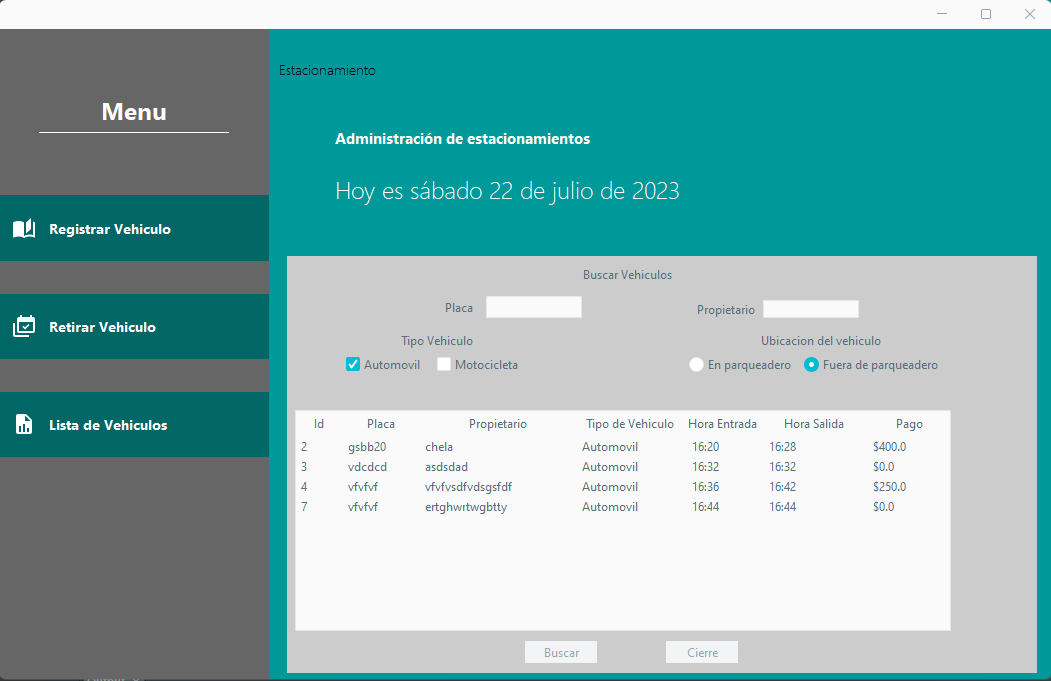 Estacionamiento
Menu
Administración de estacionamientos
Hoy es sábado 22 de julio de 2023
Registrar Vehiculo
Retirar Vehiculo
Lista de Vehiculos
Buscar Vehiculos
Placa Propietario
Tipo Vehiculo Ubicacion del vehiculo
Automovil Motocicleta En parqueadero Fuera de parqueadero
Id Placa Propietario Tipo de Vehiculo Hora Entrada Hora Salida Pago
2 gsbb20 chela Automovil 16:20 16:28 $400.0
3 vdcdcd asdsdad Automovil 16:32 16:32 $0.0
4 vfvfvf vfvfvsdfvdsgsfdf Automovil 16:36 16:42 $250.0
7 vfvfvf ertghwrtwgbtty Automovil 16:44 16:44 $0.0
Buscar Cierre